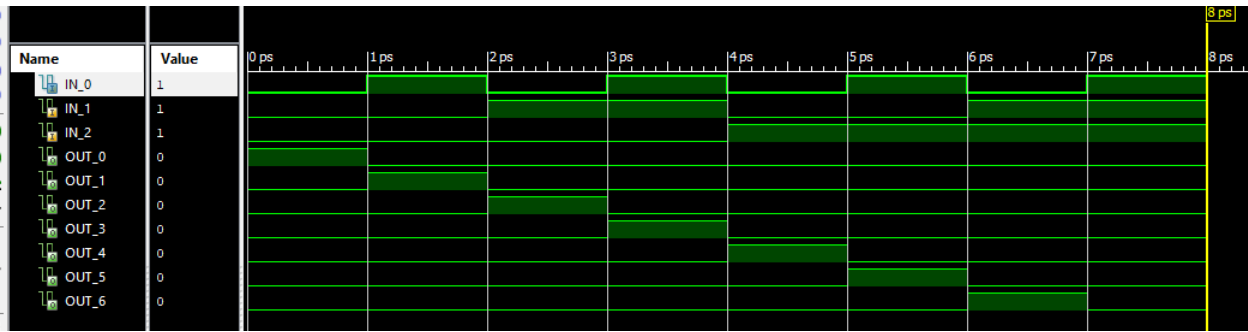 8 ps
Name Value 0 ps 1 ps 2 ps 3 ps 4 ps 5 ps 6 ps 7 ps 8 ps
IN_0 1
IN_1 1
IN_2 1
OUT_0 0
OUT_1 0
OUT_2 0
OUT_3 0
OUT_4 0
OUT_5 0
OUT_6 0